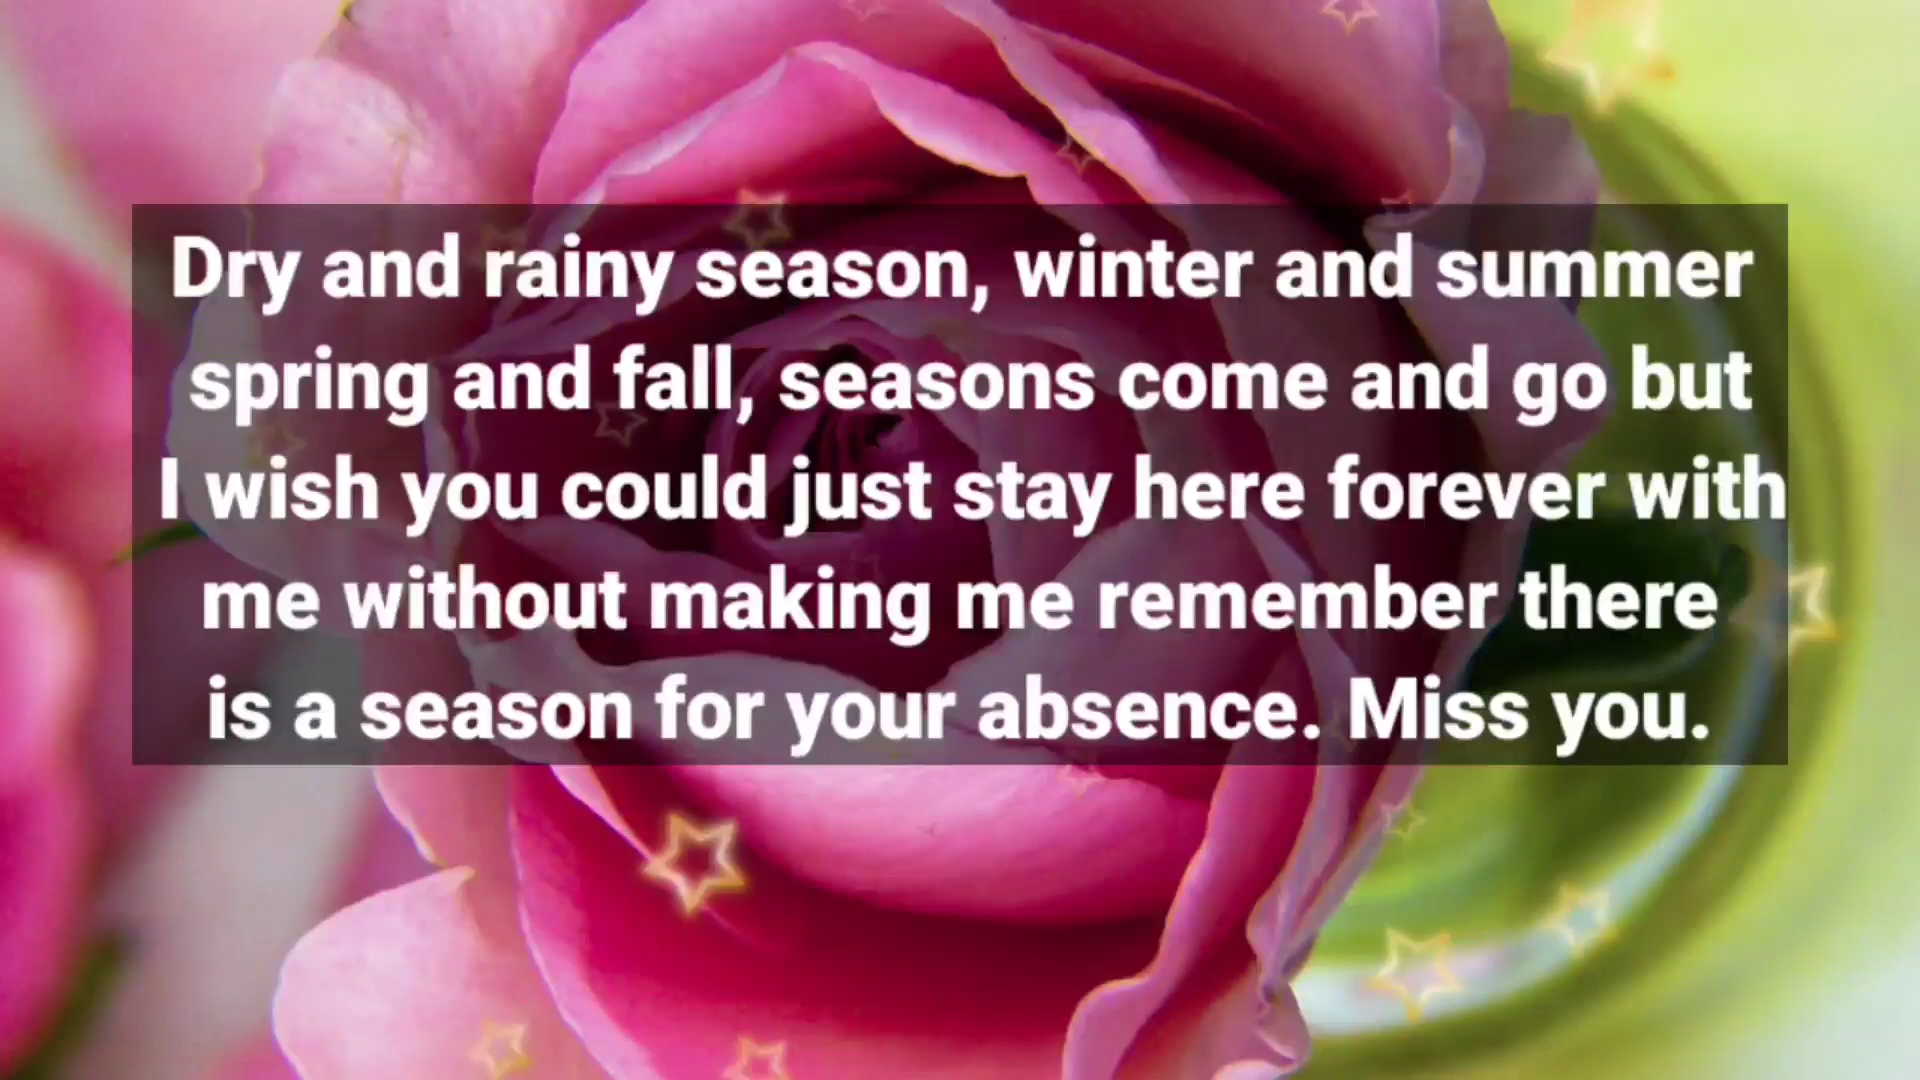 Dry and rainy season, winter and summer
spring and fall, seasons come and go but
I wish you could just stay here forever with
me without making me remember there
is a season for your absence. Miss you.